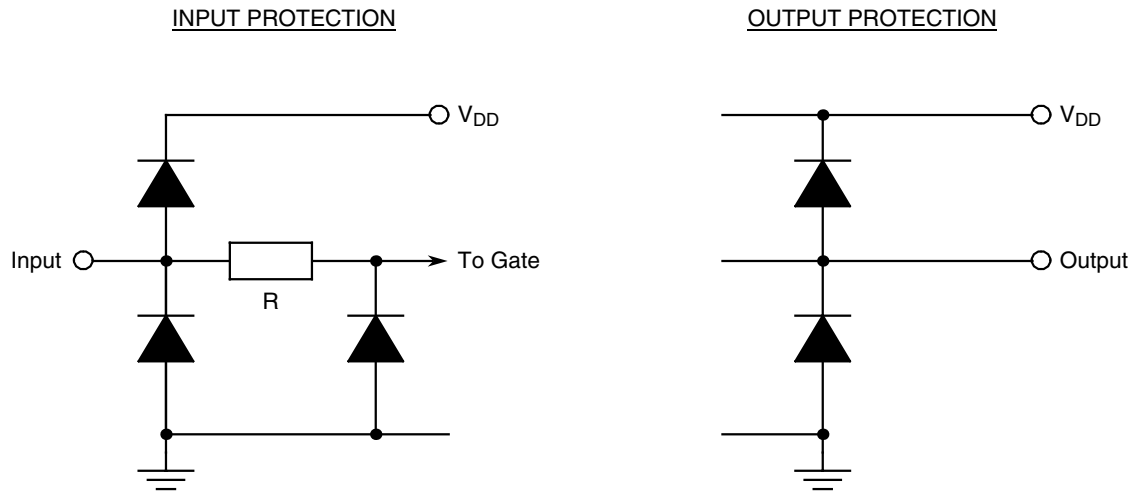 INPUT PROTECTION
OUTPUT PROTECTION
VDD
VDD
Input
To Gate
Output
R